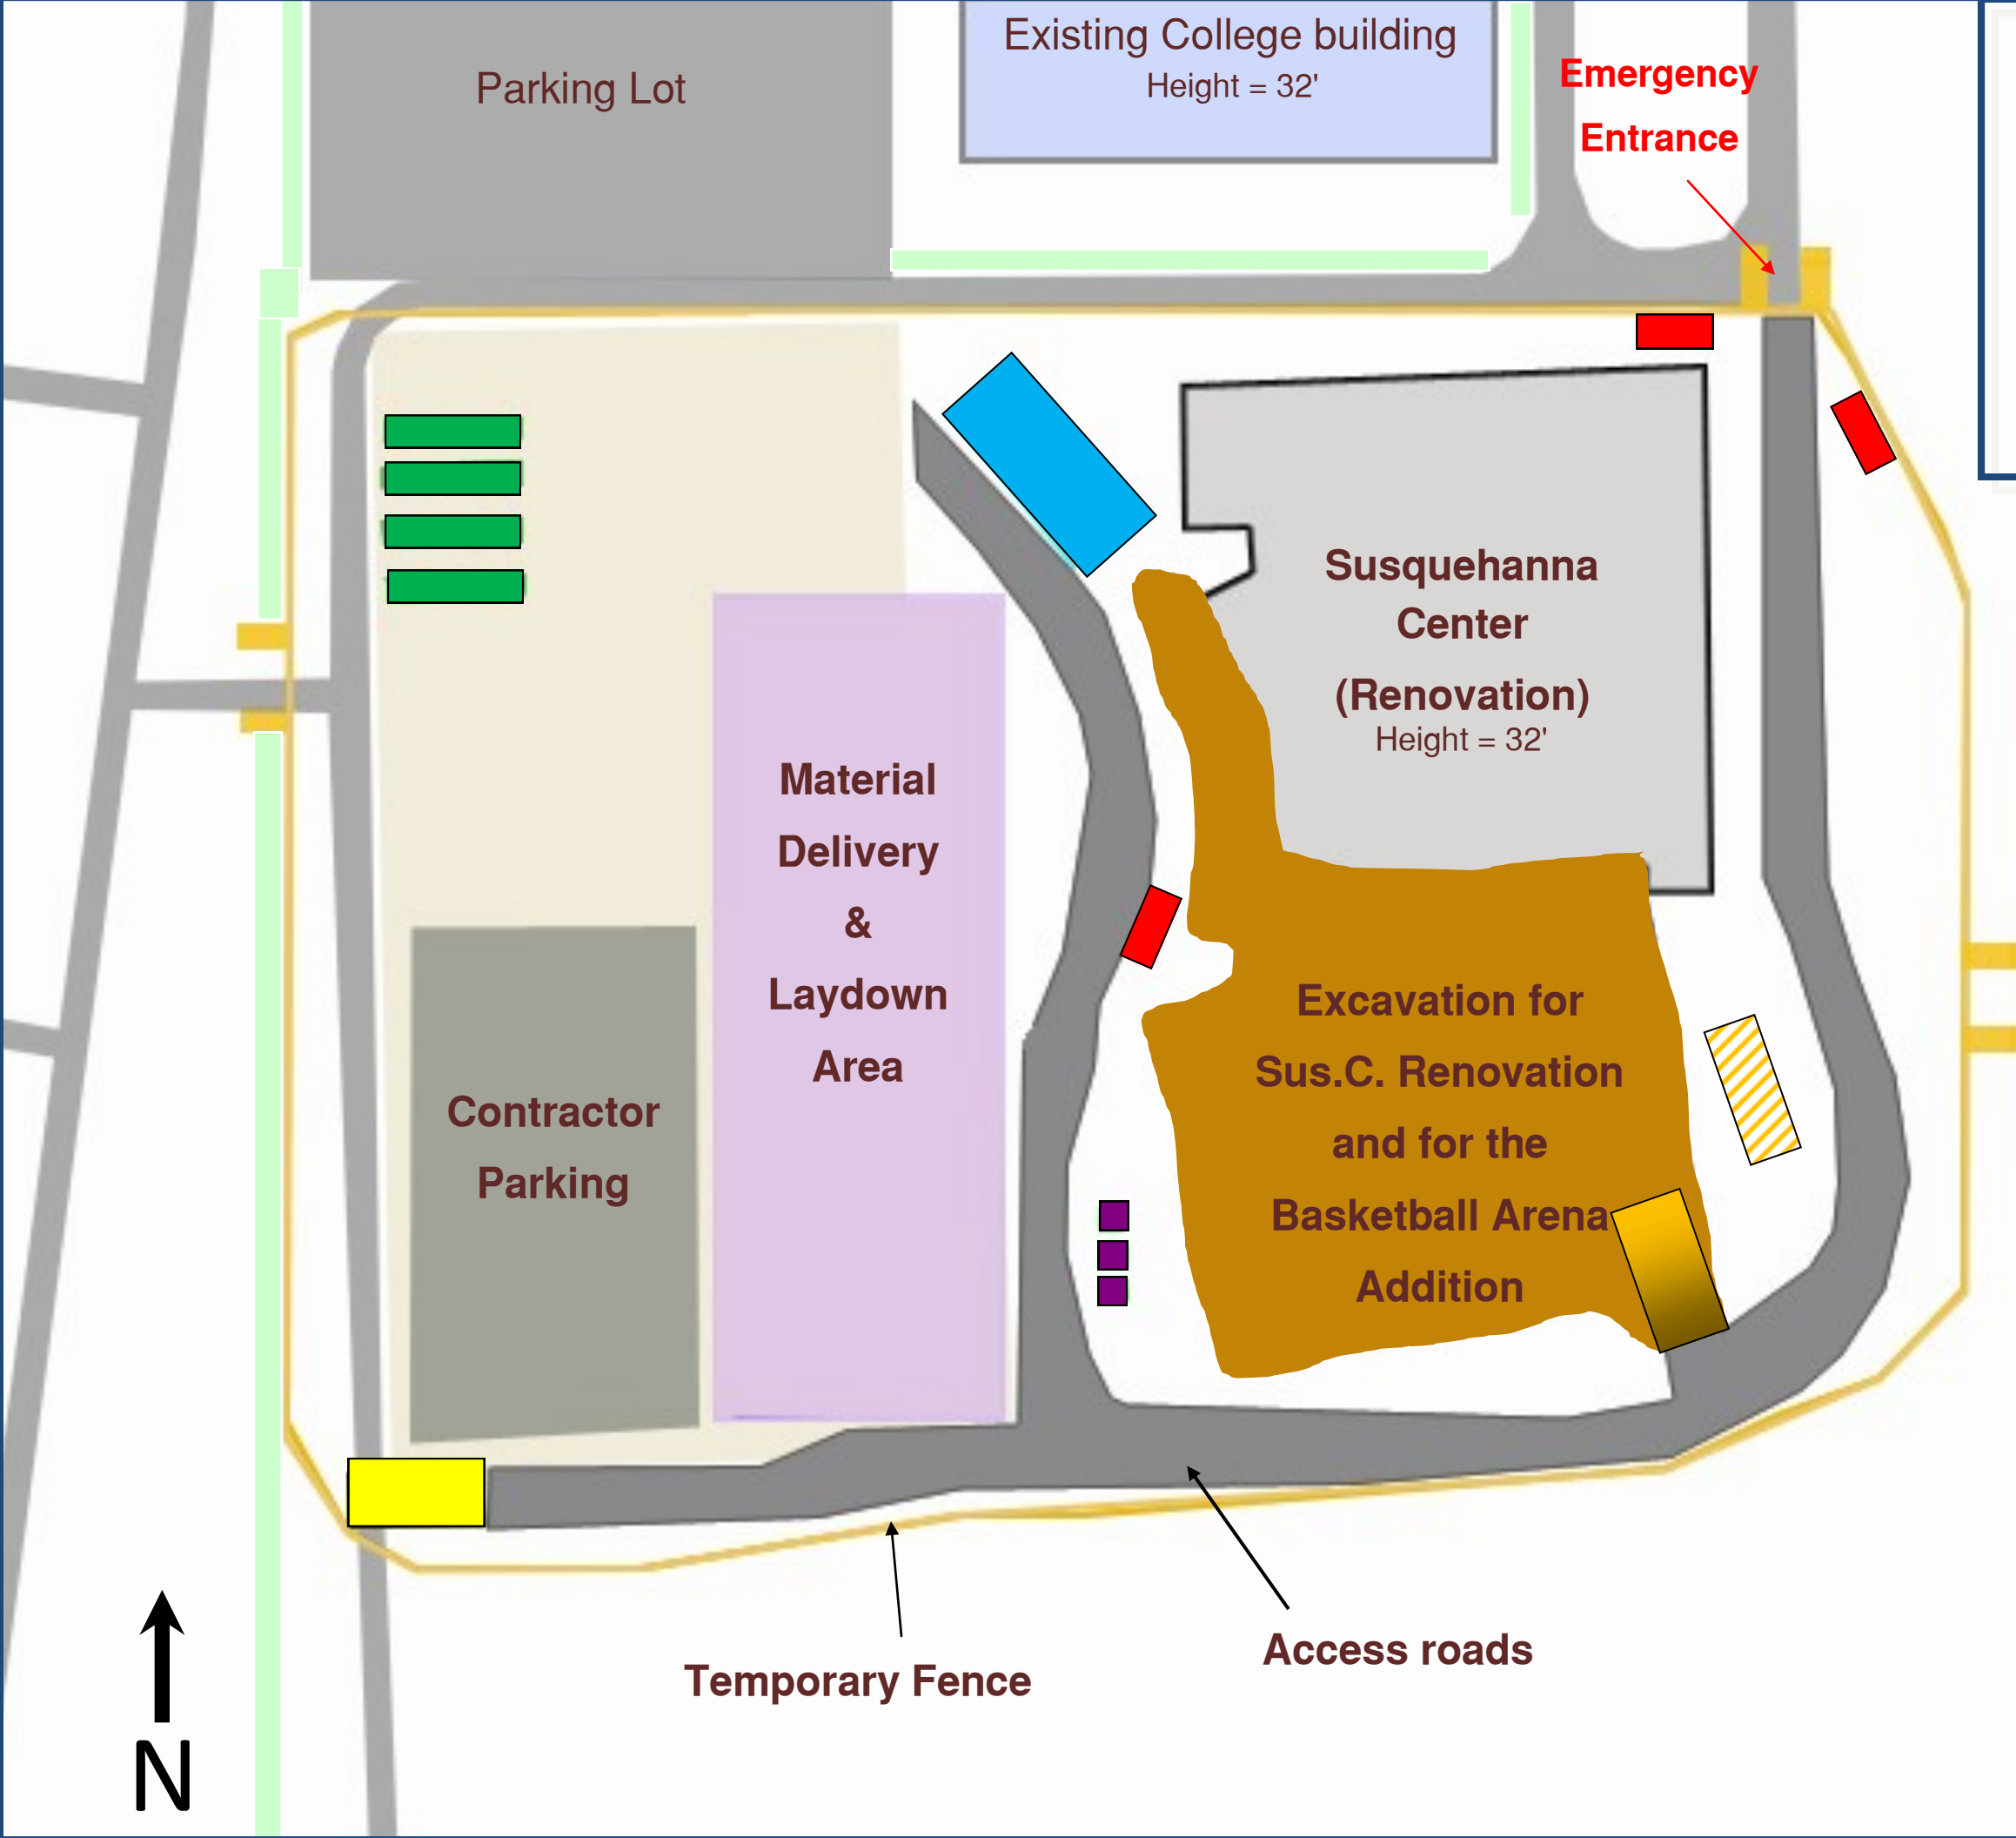 Existing College building
Height = 32'
Parking Lot
Emergency
Entrance
Susquehanna
Center
(Renovation)
Height = 32'
Material
Delivery
&
Laydown
Area
Contractor
Parking
Excavation for
Sus.C. Renovation
and for the
Basketball Arena
Addition
Access roads
Temporary Fence
N